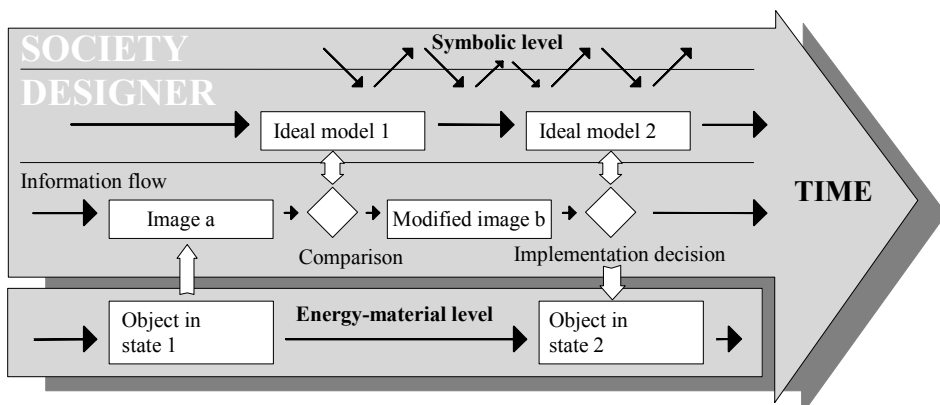 SOCIETY
Symbolic level
DESIGNER
Ideal model 1
Ideal model 2
Information flow
TIME
Image a
Modified image b
Comparison
Implementation decision
Object in
state 1
Energy-material level
Object in
state 2